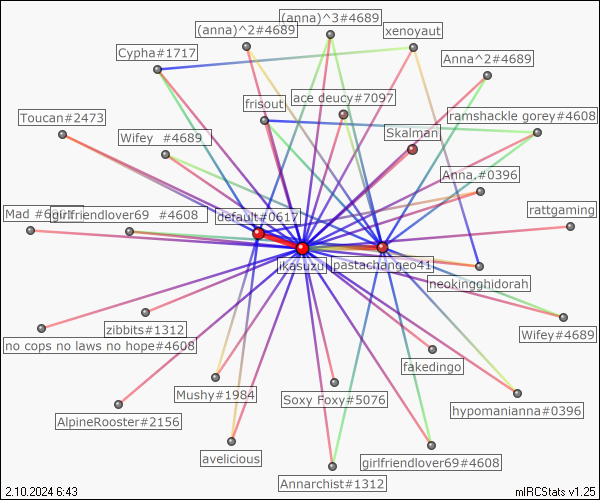 (anna)^3#4689
(anna)^2#4689
xenoyaut
Cypha#1717
Anna^2#4689
ace deucy#7097
frisout
Toucan#2473
ramshackle gorey#4608
Wifey #4689
Skalman
Anna,#0396
Mad
girlfriendlover69 #4608
default#0617
rattgaming
ikasuzu
pastachangeo41
neokingghidorah
zibbits#1312
Wifey#4689
no cops no laws no hope#4608
fakedingo
Mushy#1984
Soxy Foxy#5076
hypomanianna#0396
AlpineRooster#2156
avelicious
girlfriendlover69#4608
Annarchist#1312
2.10.2024 6:43
mIRCStats v1.25